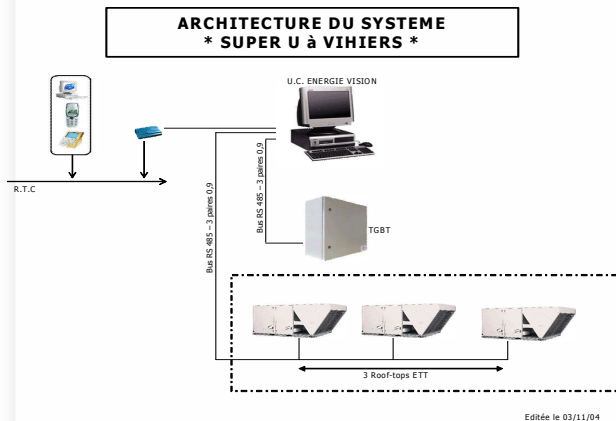 ARCHITECTURE DU SYSTEME
* SUPER U à VIHIERS *
U.C. ENERGIE VISION
R.T.C
Bus RS 485 – 3 paires 0,9
Bus RS 485 – 3 paires 0,9
TGBT
3 Roof-tops ETT
Editée le 03/11/04